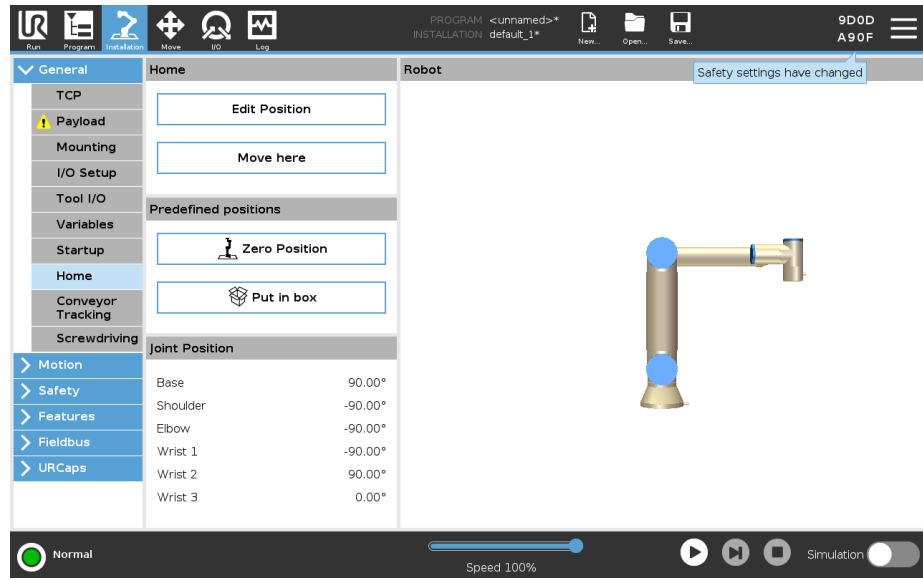 PROGRAM <unnamed>*
INSTALLATION default_1*
UR
Run
Program
Installation
Move
I/O
Log
New...
Open...
Save...
9D0D
A90F
Safety settings have changed
General
TCP
Payload
Mounting
I/O Setup
Tool I/O
Variables
Startup
Home
Conveyor
Tracking
Screwdriving
Motion
Safety
Features
Fieldbus
URCaps
Home
Edit Position
Move here
Predefined positions
Zero Position
Put in box
Joint Position
Base 90.00°
Shoulder -90.00°
Elbow -90.00°
Wrist 1 -90.00°
Wrist 2 90.00°
Wrist 3 0.00°
Robot
Normal
Speed 100%
Simulation